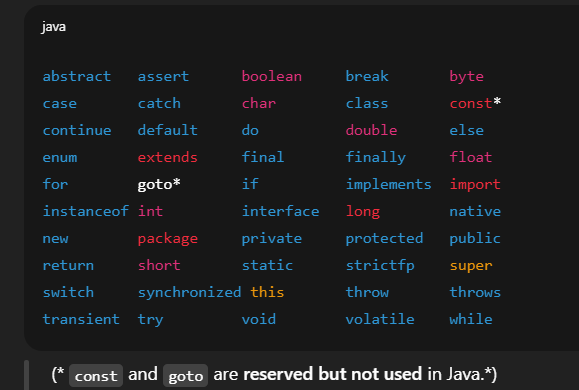 java
abstract assert boolean break byte
case catch char class const*
continue default do double else
enum extends final finally float
for goto* if implements import
instanceof int interface long native
new package private protected public
return short static strictfp super
switch synchronized this throw throws
transient try void volatile while
(* const and goto are reserved but not used in Java.*)